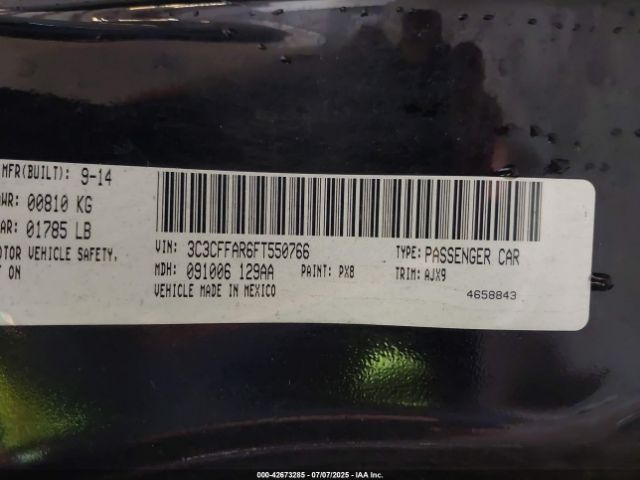 MFR(BUILT): 9-14
WR: 00810 KG
AR: 01785 LB
OTOR VEHICLE SAFETY,
T ON
VIN: 3C3CFFAR6FT550766 TYPE: PASSENGER CAR
MDH: 091006 129AA PAINT: PX8 TRIM: AJX9
VEHICLE MADE IN MEXICO 4658843
000-42673285 | 07/07/2025 | IAA Inc.